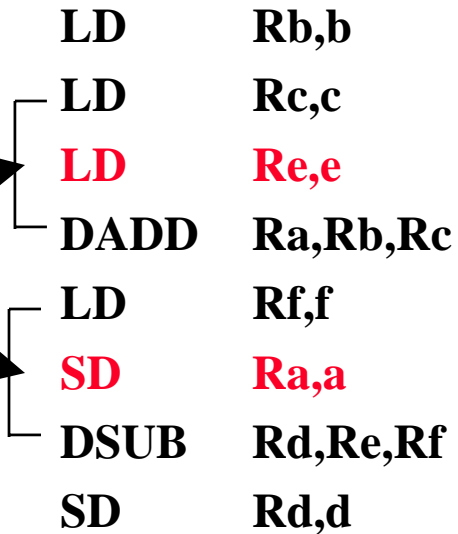 LD Rb,b
LD Rc,c
LD Re,e
DADD Ra,Rb,Rc
LD Rf,f
SD Ra,a
DSUB Rd,Re,Rf
SD Rd,d